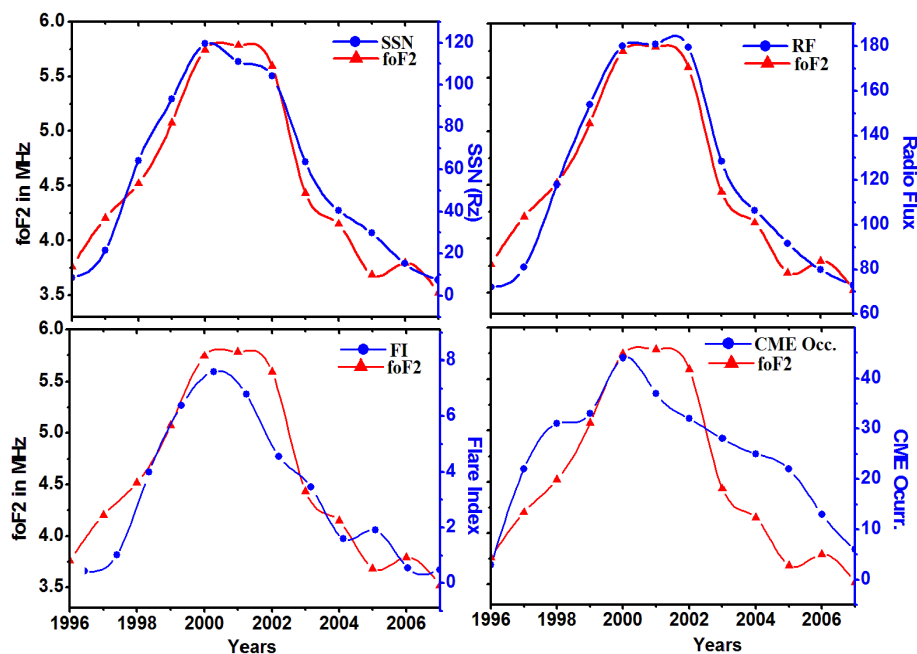 6.0
5.5
5.0
4.5
4.0
3.5
foF2 in MHz
SSN
foF2
120
100
80
60
40
20
0
SSN (Rz)
RF
foF2
180
160
140
120
100
80
60
Radio Flux
6.0
5.5
5.0
4.5
4.0
3.5
foF2 in MHz
FI
foF2
8
6
4
2
0
Flare Index
1996 1998 2000 2002 2004 2006
Years
CME Occ.
foF2
40
30
20
10
0
CME Ocurr.
1996 1998 2000 2002 2004 2006
Years